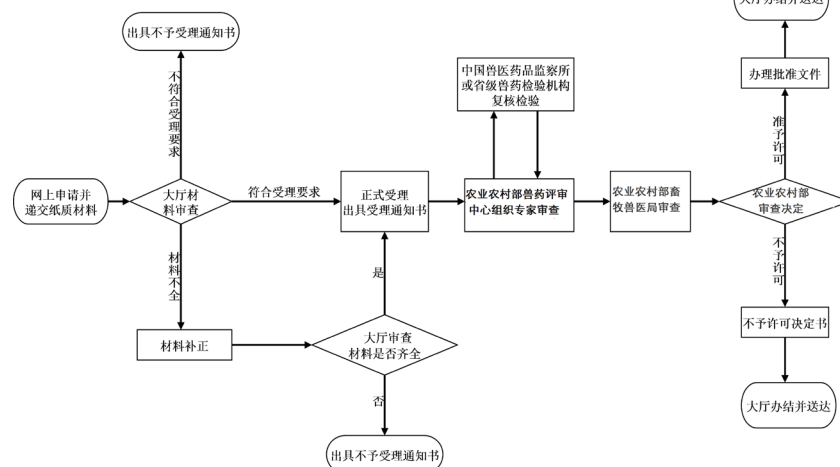 大厅办结并送达
出具不予受理通知书
中国兽医药品监察所
或省级兽药检验机构
复核检验
办理批准文件
不符合受理要求
准予许可
网上申请并
递交纸质材料
大厅材
料审查
符合受理要求
正式受理
出具受理通知书
农业农村部兽药评审
中心组织专家审查
农业农村部畜
牧兽医局审查
农业农村部
审查决定
材料不全
是
不予许可
材料补正
大厅审查
材料是否齐全
不予许可决定书
否
大厅办结并送达
出具不予受理通知书